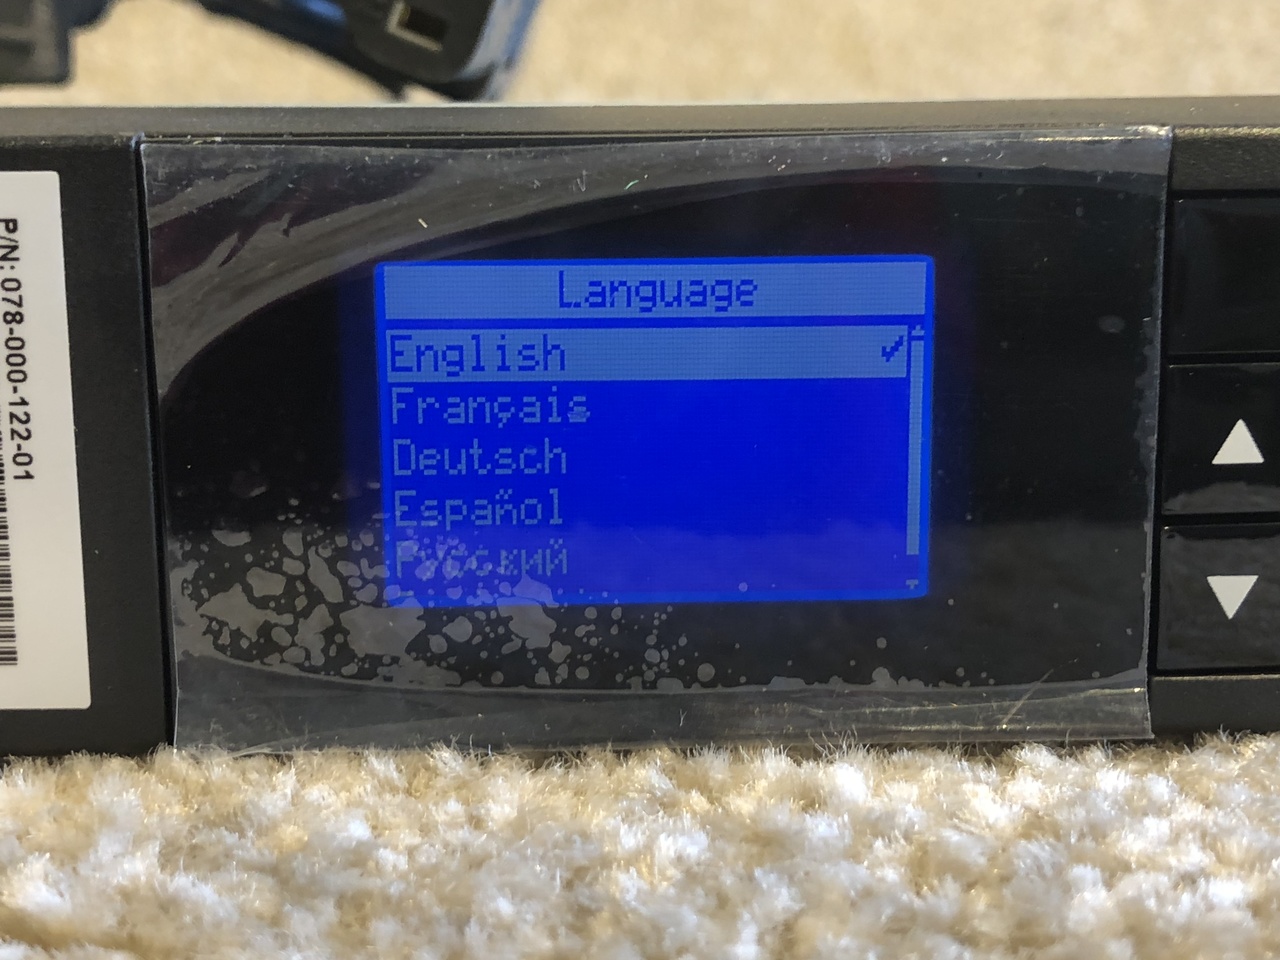 P/N: 078-000-122-01
Language
English
Français
Deutsch
Español
Русский